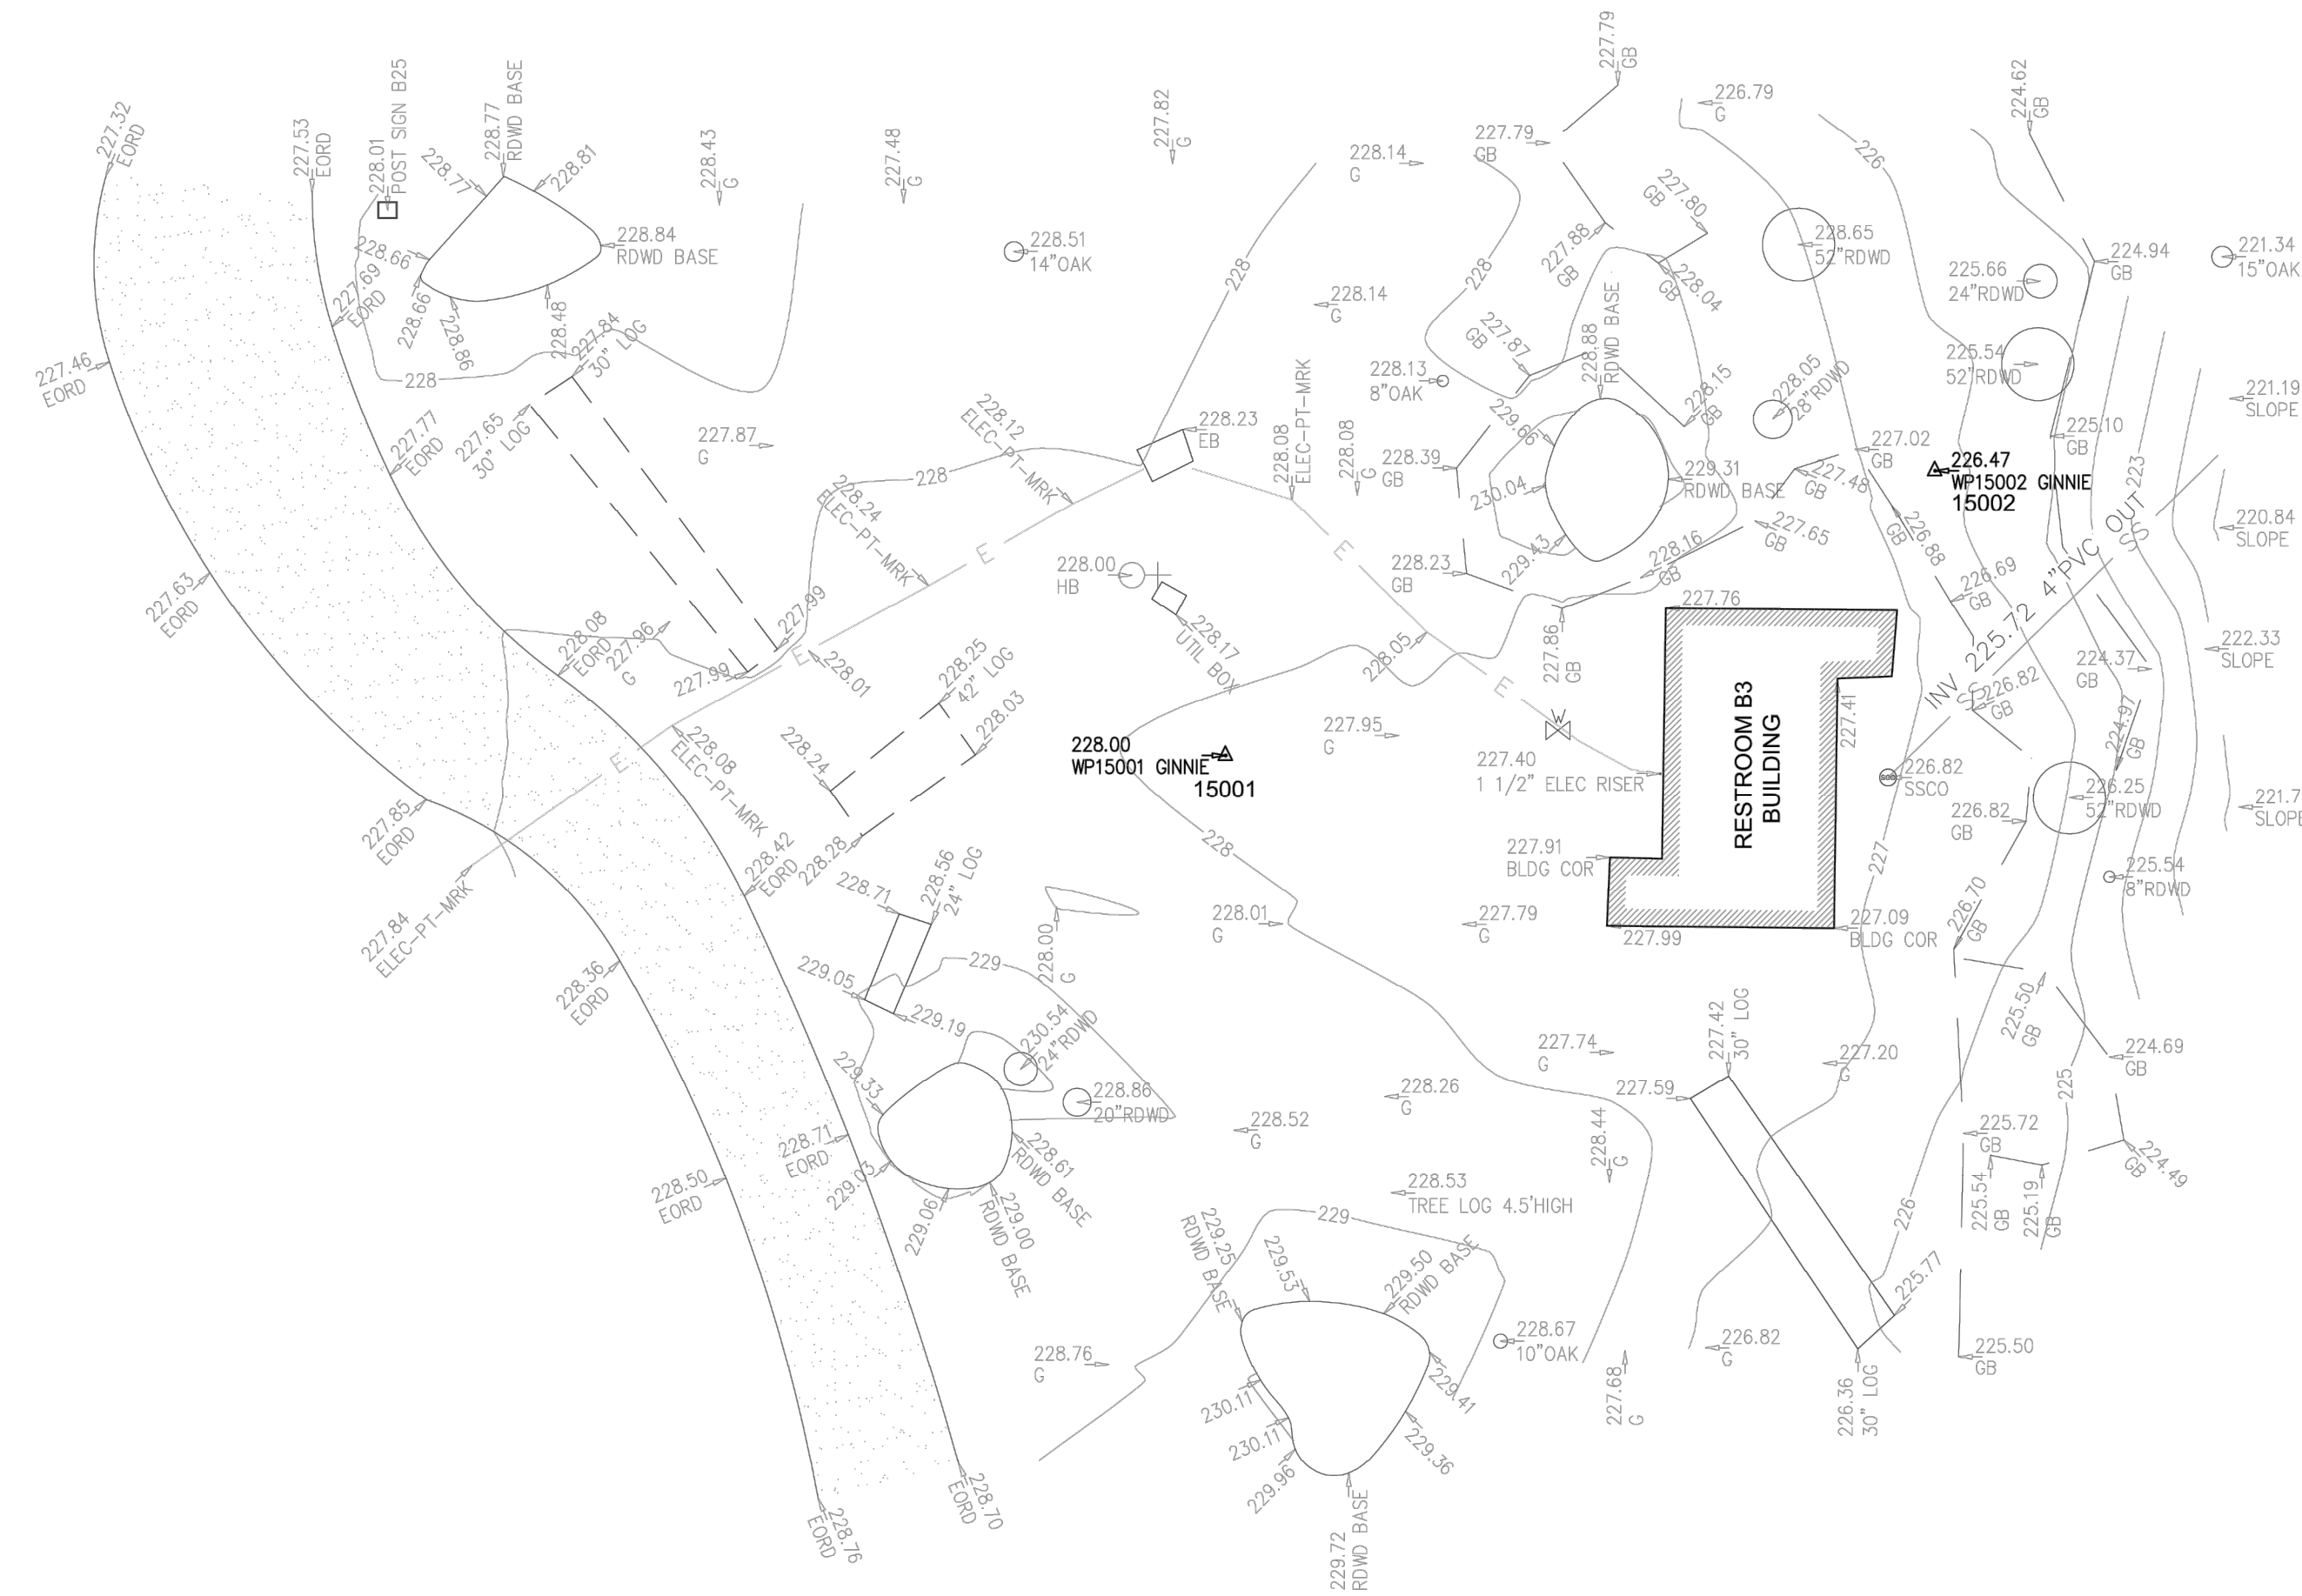 227.32
EORD
227.53
EORD
228.01
POST SIGN B25
228.77
228.77
RDWD BASE
228.81
228.84
RDWD BASE
228.66
228.66
228.86
228.48
227.69
EORD
227.84
30" LOG
228
228.43
G
227.48
G
227.82
G
228.51
14"OAK
228
228.14
G
228.14
G
227.79
GB
227.79
GB
226.79
G
226
224.62
GB
227.80
GB
227.88
GB
228
228.04
GB
228.65
52"RDWD
225.66
24"RDWD
224.94
GB
221.34
15"OAK
227.46
EORD
227.65
30" LOG
227.77
EORD
227.87
G
228.12
ELEC-PT-MRK
228.23
EB
228.08
ELEC-PT-MRK
228.08
G
228.13
8"OAK
227.87
GB
228.88
RDWD BASE
228.15
GB
228.05
28"RDWD
225.54
52"RDWD
221.19
SLOPE
225.10
GB
223
228.39
GB
229.66
230.04
229.31
RDWD BASE
229.43
227.48
GB
227.02
GB
226.47
WP15002 GINNIE
15002
228
228.24
ELEC-PT-MRK
E
E
228.00
HB
228.17
UTIL BOX
228.23
GB
228.16
GB
227.65
GB
226.88
GB
226.69
GB
INV 225.72 4"PVC OUT
SS
SS
220.84
SLOPE
227.63
EORD
228.08
EORD
227.96
G
227.99
227.99
E
228.01
228.25
42" LOG
228.03
228.24
228.28
228.05
227.86
GB
E
227.76
RESTROOM B3
BUILDING
227.41
226.82
GB
224.37
GB
222.33
SLOPE
224.97
GB
E
228.08
ELEC-PT-MRK
228.00
WP15001 GINNIE
15001
227.95
G
W
227.40
1 1/2" ELEC RISER
226.82
SSCO
226.25
52"RDWD
226.82
GB
221.7
SLOPE
227.85
EORD
228.42
EORD
227.84
ELEC-PT-MRK
228
227.91
BLDG COR
227
225.54
8"RDWD
228.71
228.56
24" LOG
228.01
G
227.79
G
227.99
227.09
BLDG COR
226.70
GB
228.36
EORD
229.05
229.19
229
228.00
G
230.54
24"RDWD
225.50
GB
229.33
228.86
20"RDWD
227.74
G
227.42
30" LOG
227.59
227.20
G
224.69
GB
225
228.71
EORD
228.50
EORD
229.03
229.06
228.61
RDWD BASE
229.00
RDWD BASE
228.52
G
228.26
G
228.44
G
225.72
GB
225.54
GB
225.19
GB
224.49
GB
228.53
TREE LOG 4.5'HIGH
229.25
RDWD BASE
229
229.53
229.50
RDWD BASE
226
225.77
228.76
G
228.67
10"OAK
226.82
G
225.50
GB
230.11
230.11
229.96
229.41
229.36
227.68
G
226.36
30" LOG
228.70
EORD
228.76
EORD
229.72
RDWD BASE